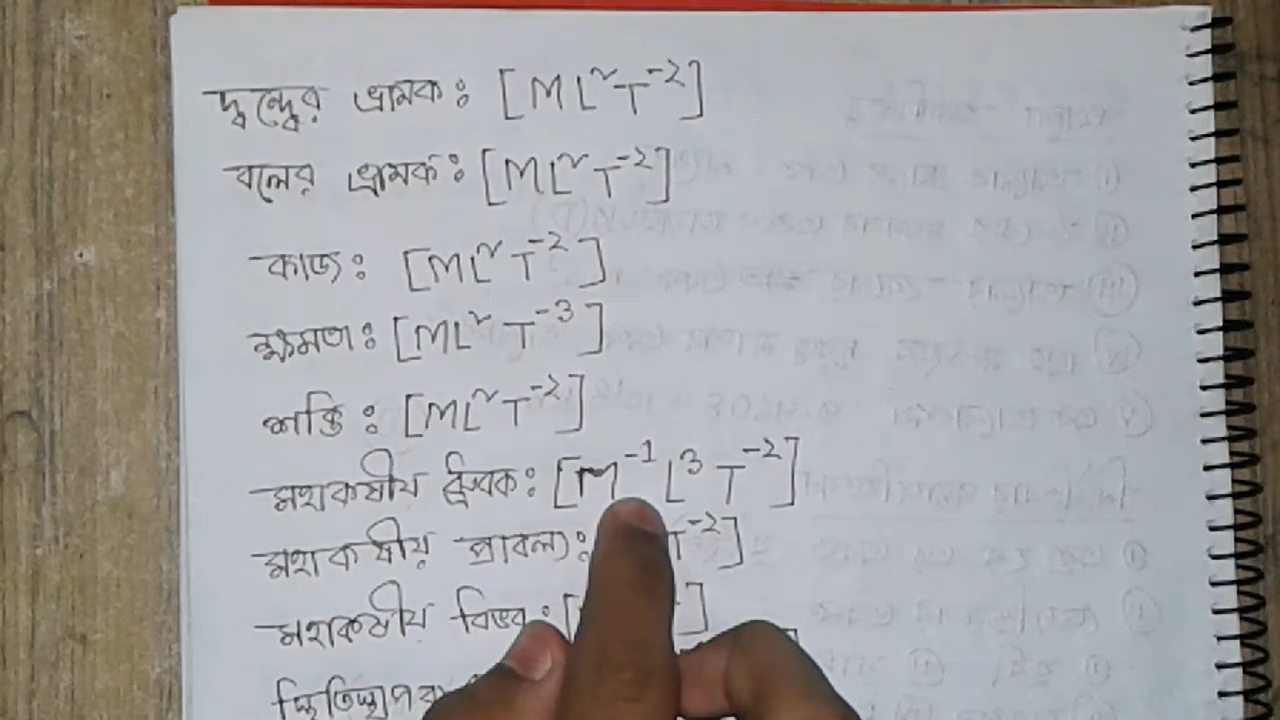 দ্বন্দ্বের ভ্রামক: [ML²T⁻²]
বলের ভ্রামক: [ML²T⁻²]
কাজ: [ML²T⁻²]
ক্ষমতা: [ML²T⁻³]
শক্তি: [ML²T⁻²]
মহাকর্ষীয় ধ্রুবক: [M⁻¹L³T⁻²]
মহাকর্ষীয় প্রাবল্য: T⁻²]
মহাকর্ষীয় বিভব: [ ]